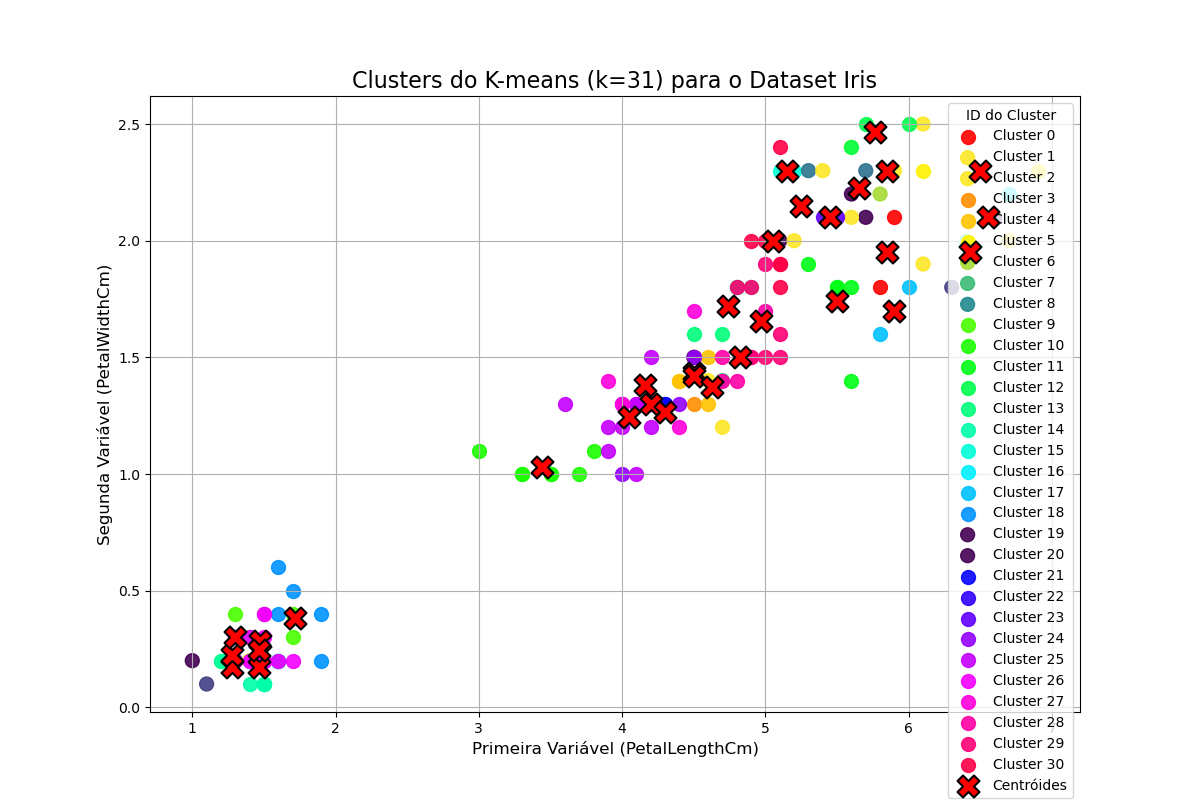 Clusters do K-means (k=31) para o Dataset Iris
2.5
2.0
1.5
1.0
0.5
0.0
Segunda Variável (PetalWidthCm)
1
2
3
4
5
6
7
Primeira Variável (PetalLengthCm)
ID do Cluster
Cluster 0
Cluster 1
Cluster 2
Cluster 3
Cluster 4
Cluster 5
Cluster 6
Cluster 7
Cluster 8
Cluster 9
Cluster 10
Cluster 11
Cluster 12
Cluster 13
Cluster 14
Cluster 15
Cluster 16
Cluster 17
Cluster 18
Cluster 19
Cluster 20
Cluster 21
Cluster 22
Cluster 23
Cluster 24
Cluster 25
Cluster 26
Cluster 27
Cluster 28
Cluster 29
Cluster 30
Centróides